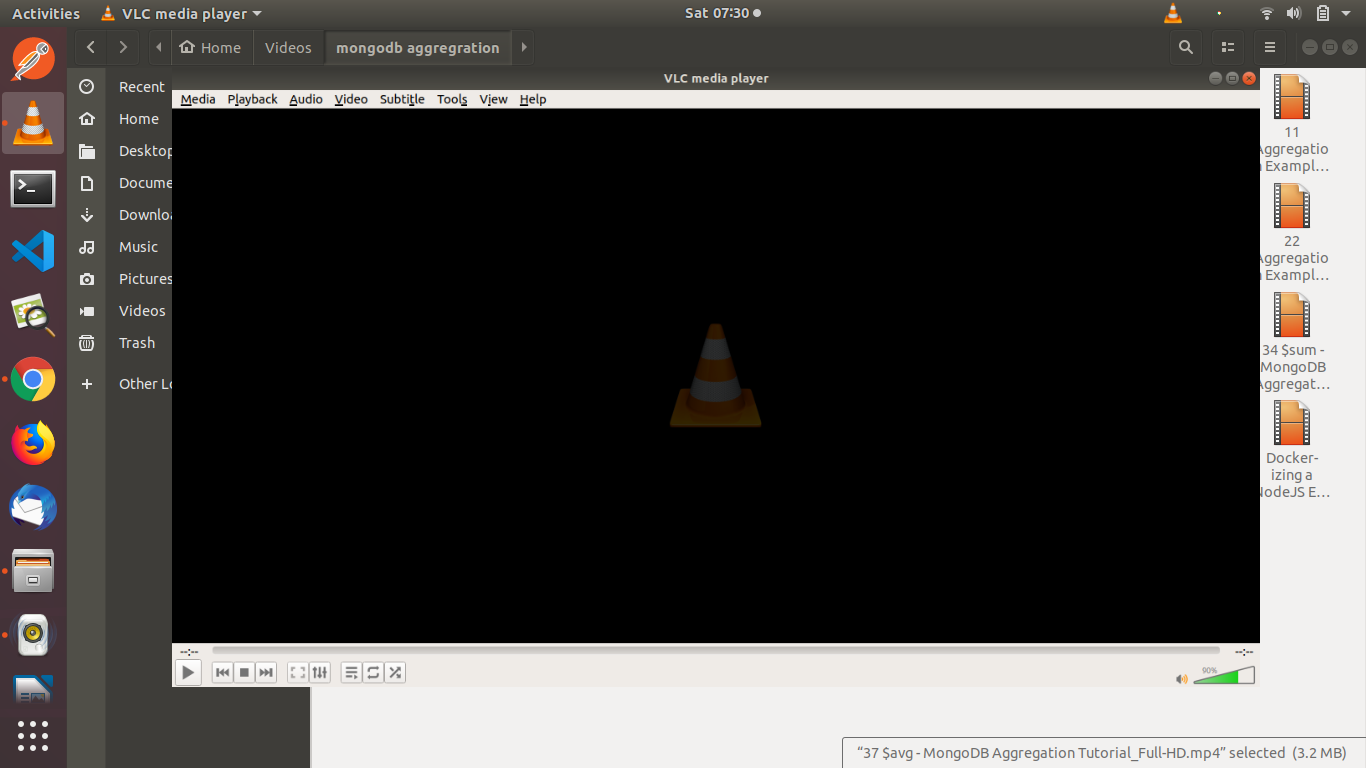 Activities VLC media player Sat 07:30
Home Videos mongodb aggregration
VLC media player
Media Playback Audio Video Subtitle Tools View Help
Recent
Home
Desktop
Docume
Downloa
Music
Pictures
Videos
Trash
Other Lo
11
Aggregatio
n Exampl…
22
Aggregatio
n Exampl…
34 $sum -
MongoDB
Aggregat…
Docker-
izing a
NodeJS E…
--:-- --:--
90%
“37 $avg - MongoDB Aggregation Tutorial_Full-HD.mp4” selected (3.2 MB)